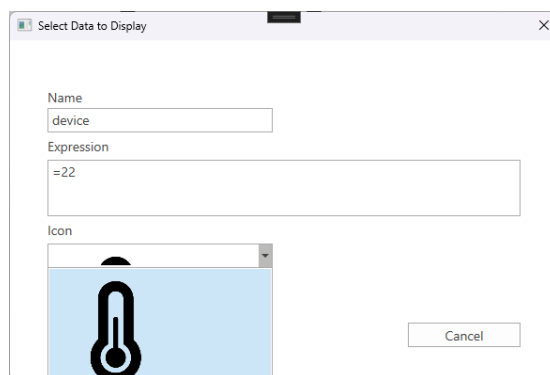 Select Data to Display
Name
device
Expression
=22
Icon
Cancel